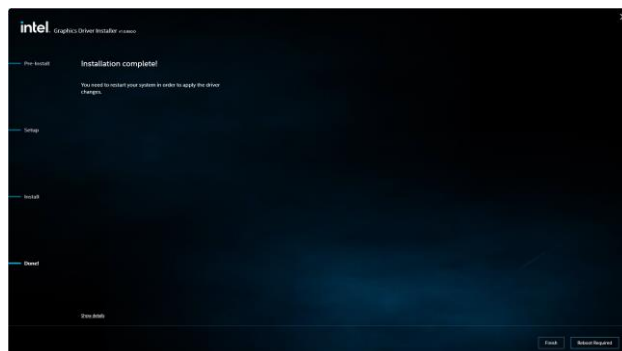 intel. Graphics Driver Installer
Pre-Install
Installation complete!
You need to restart your system in order to apply the driver
changes.
Setup
Install
Done!
Show details
Finish
Reboot Required